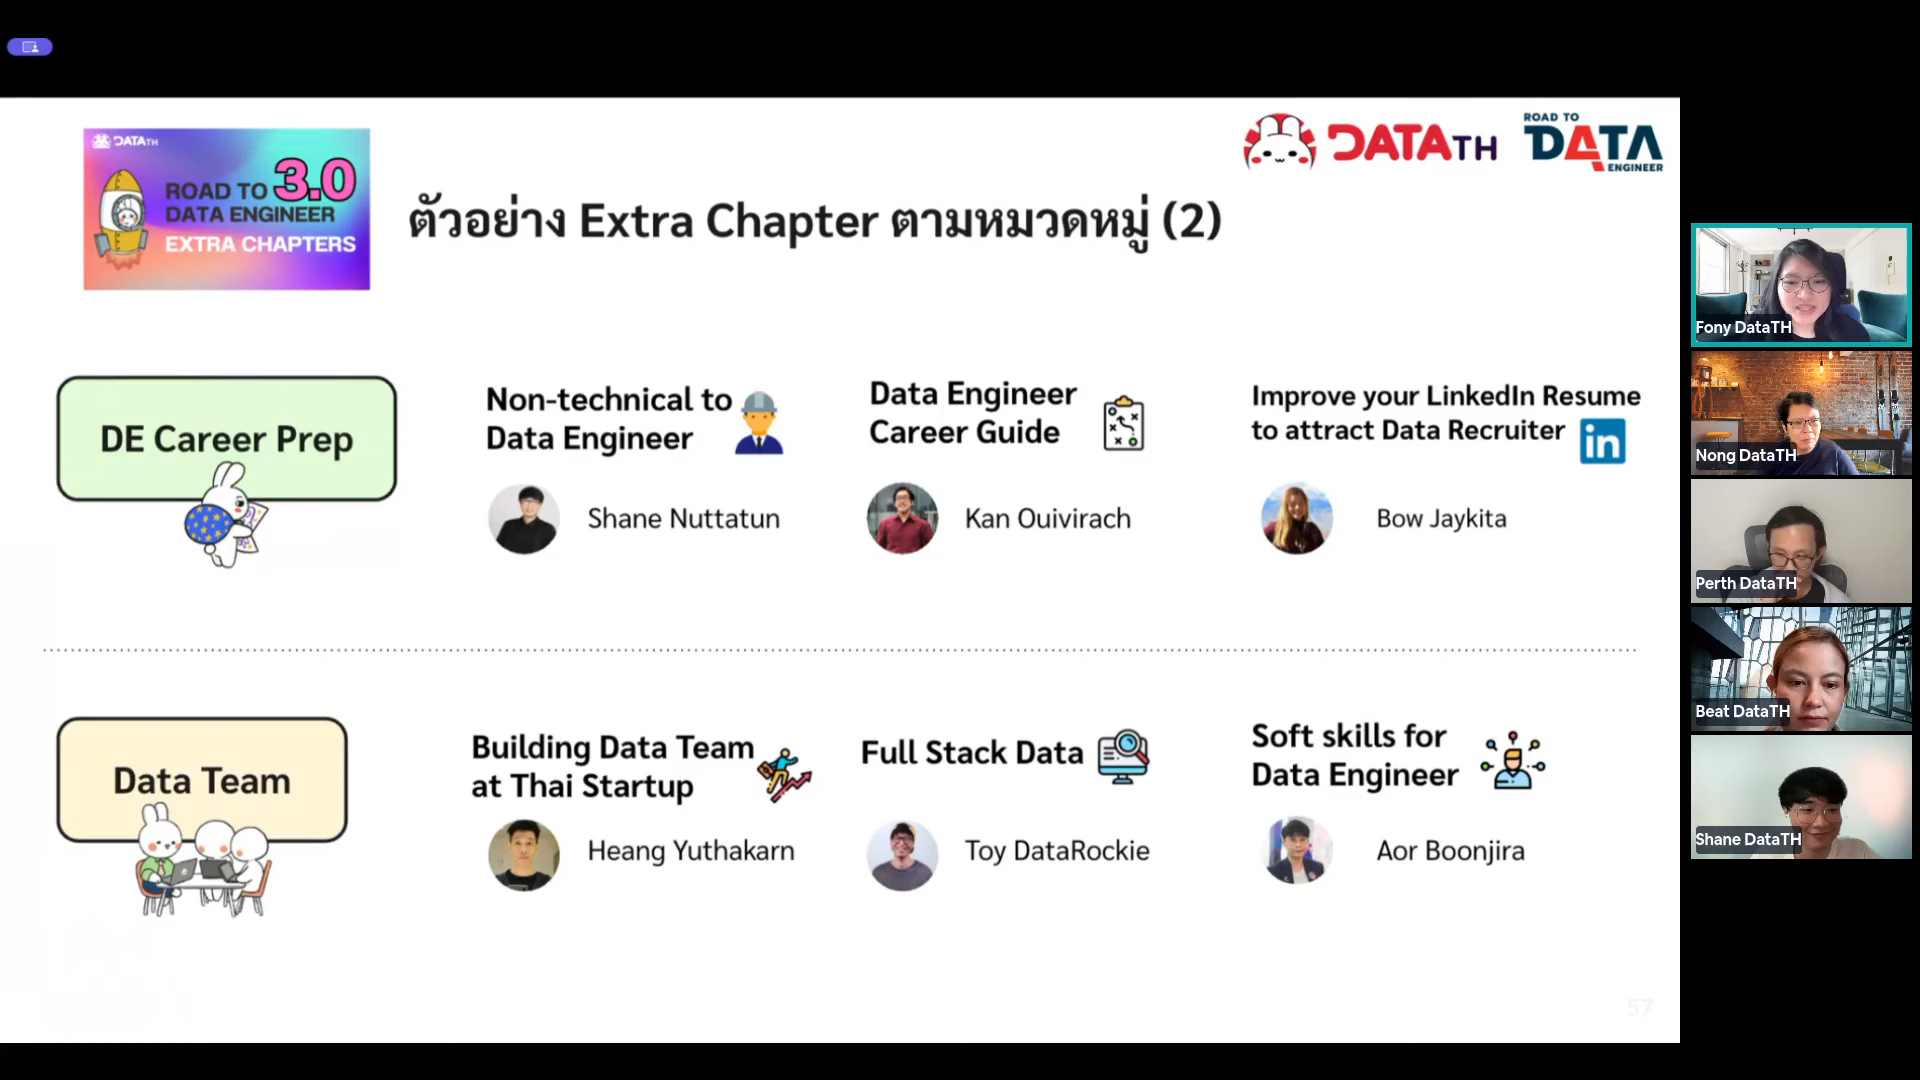 DATATH
ROAD TO 3.0
DATA ENGINEER
EXTRA CHAPTERS
ตัวอย่าง Extra Chapter ตามหมวดหมู่ (2)
DATATH
ROAD TO
DATA
ENGINEER
DE Career Prep
Non-technical to
Data Engineer
Shane Nuttatun
Data Engineer
Career Guide
Kan Ouivirach
Improve your LinkedIn Resume
to attract Data Recruiter
in
Bow Jaykita
Data Team
Building Data Team
at Thai Startup
Heang Yuthakarn
Full Stack Data
Toy DataRockie
Soft skills for
Data Engineer
Aor Boonjira
57
Fony DataTH
Nong DataTH
Perth DataTH
Beat DataTH
Shane DataTH